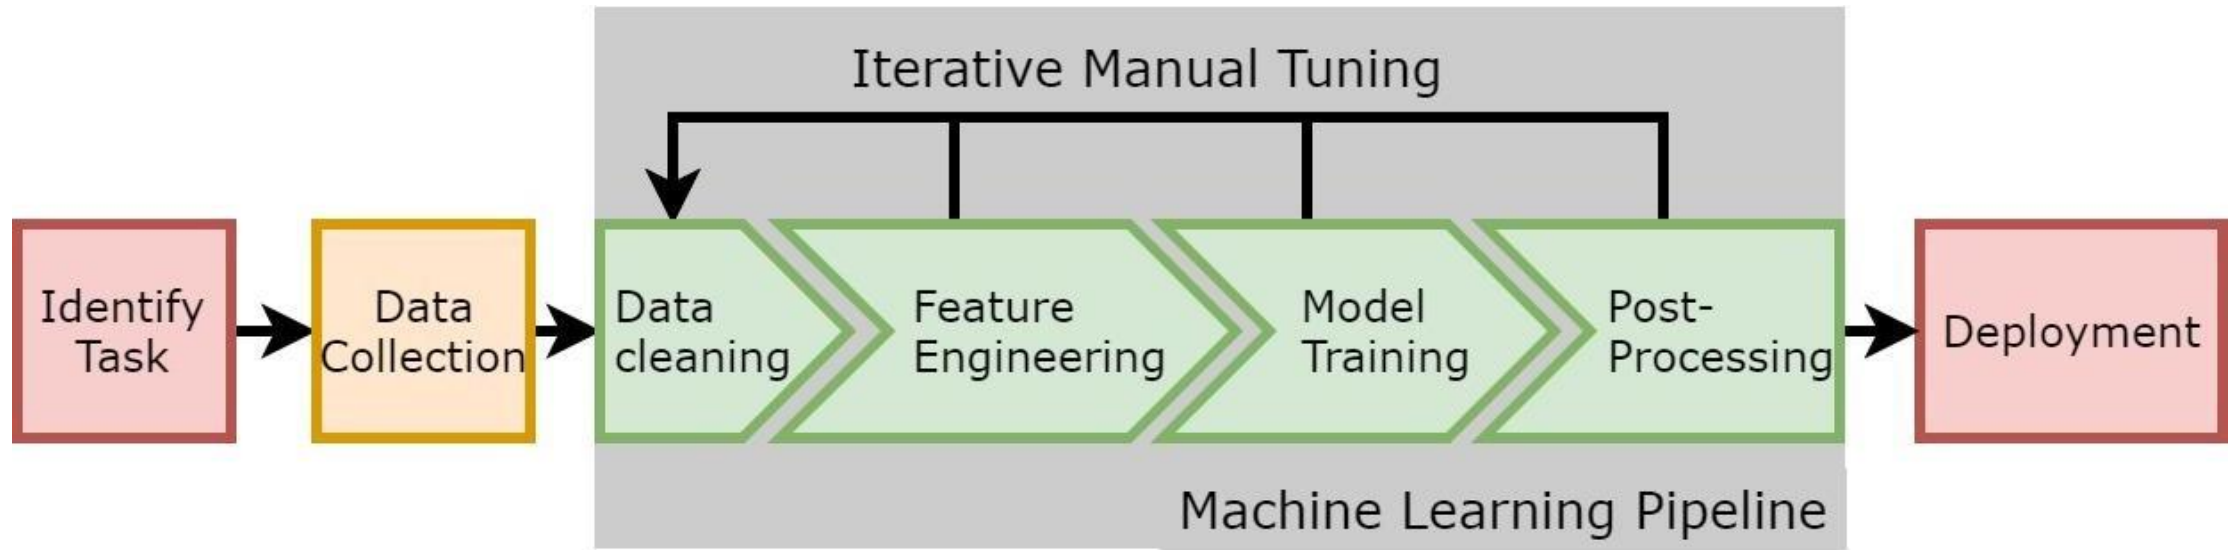 Iterative Manual Tuning
Identify
Task
Data
Collection
Data
cleaning
Feature
Engineering
Model
Training
Post-
Processing
Deployment
Machine Learning Pipeline